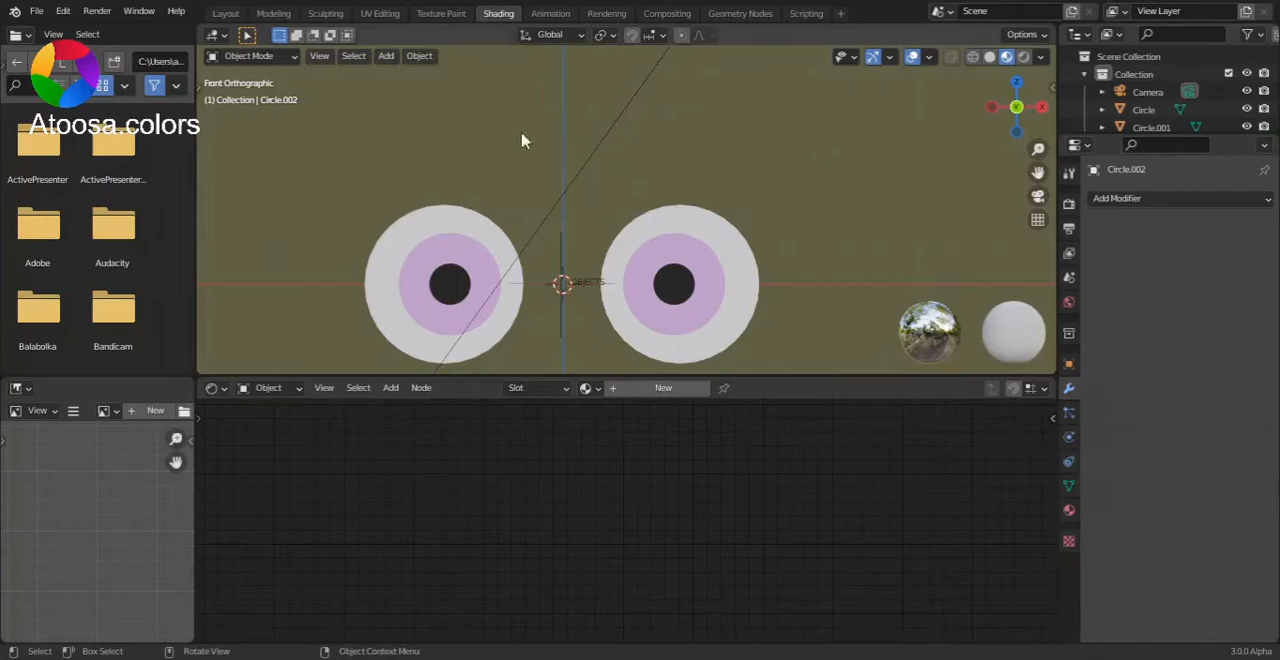 File Edit Render Window Help Layout Modeling Sculpting UV Editing Texture Paint Shading Animation Rendering Compositing Geometry Nodes Scripting + Scene View Layer
View Select Global Options
C:\Users\a... Object Mode View Select Add Object Scene Collection
Collection
Camera
Circle
Circle.001
Front Orthographic
(1) Collection | Circle.002
Atoosa.colors
Z
X
Y
ActivePresenter ActivePresenter...
Circle.002
Add Modifier
Adobe Audacity
OBJECTS
Balabolka Bandicam
Object View Select Add Node Slot New
View New
Select Box Select Rotate View Object Context Menu 3.0.0 Alpha